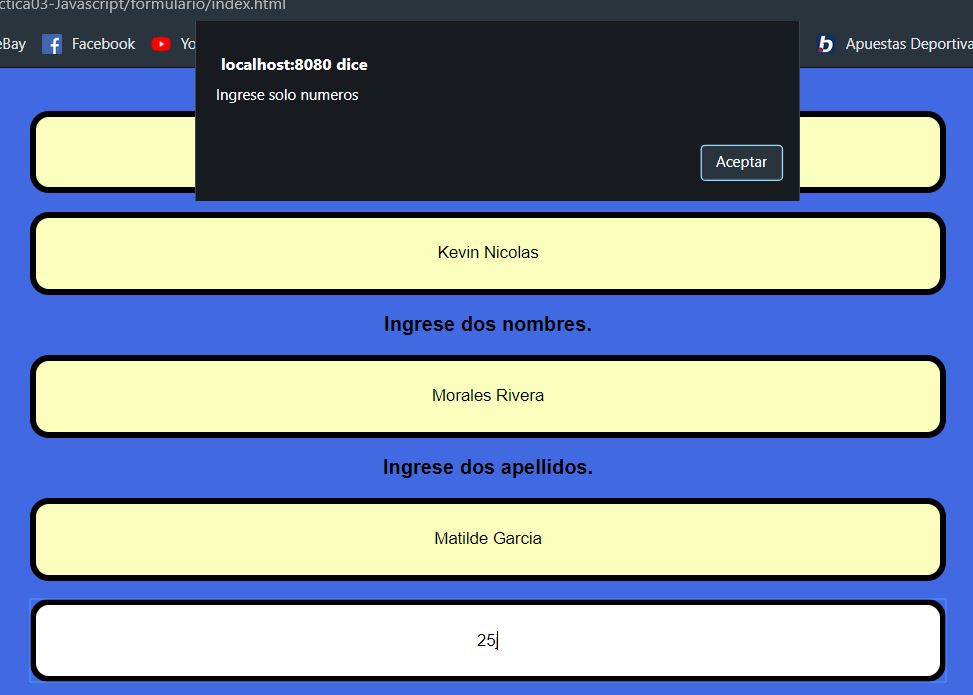 ctica03-Javascript/formulario/index.html
eBay Facebook Yo Apuestas Deportiva
localhost:8080 dice
Ingrese solo numeros
Aceptar
Kevin Nicolas
Ingrese dos nombres.
Morales Rivera
Ingrese dos apellidos.
Matilde Garcia
25j